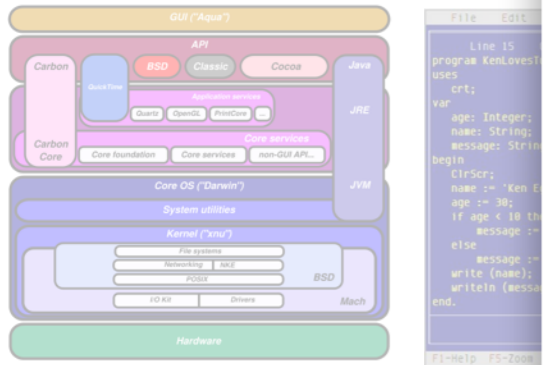 GUI ("Aqua")
API
Carbon
QuickTime
BSD
Classic
Cocoa
Java
Application services
Quartz
OpenGL
PrintCore
...
JRE
Core services
Carbon
Core
Core foundation
Core services
non-GUI API...
Core OS ("Darwin")
JVM
System utilities
Kernel ("xnu")
File systems
Networking
NKE
POSIX
BSD
I/O Kit
Drivers
Mach
Hardware
File Edit
Line 15
program KenLovesT
uses
crt;
var
age: Integer;
name: String;
message: Strin
begin
ClrScr;
name := 'Ken E
age := 30;
if age < 10 th
message :=
else
message :=
write (name);
writeln (messa
end.
F1-Help F5-Zoom